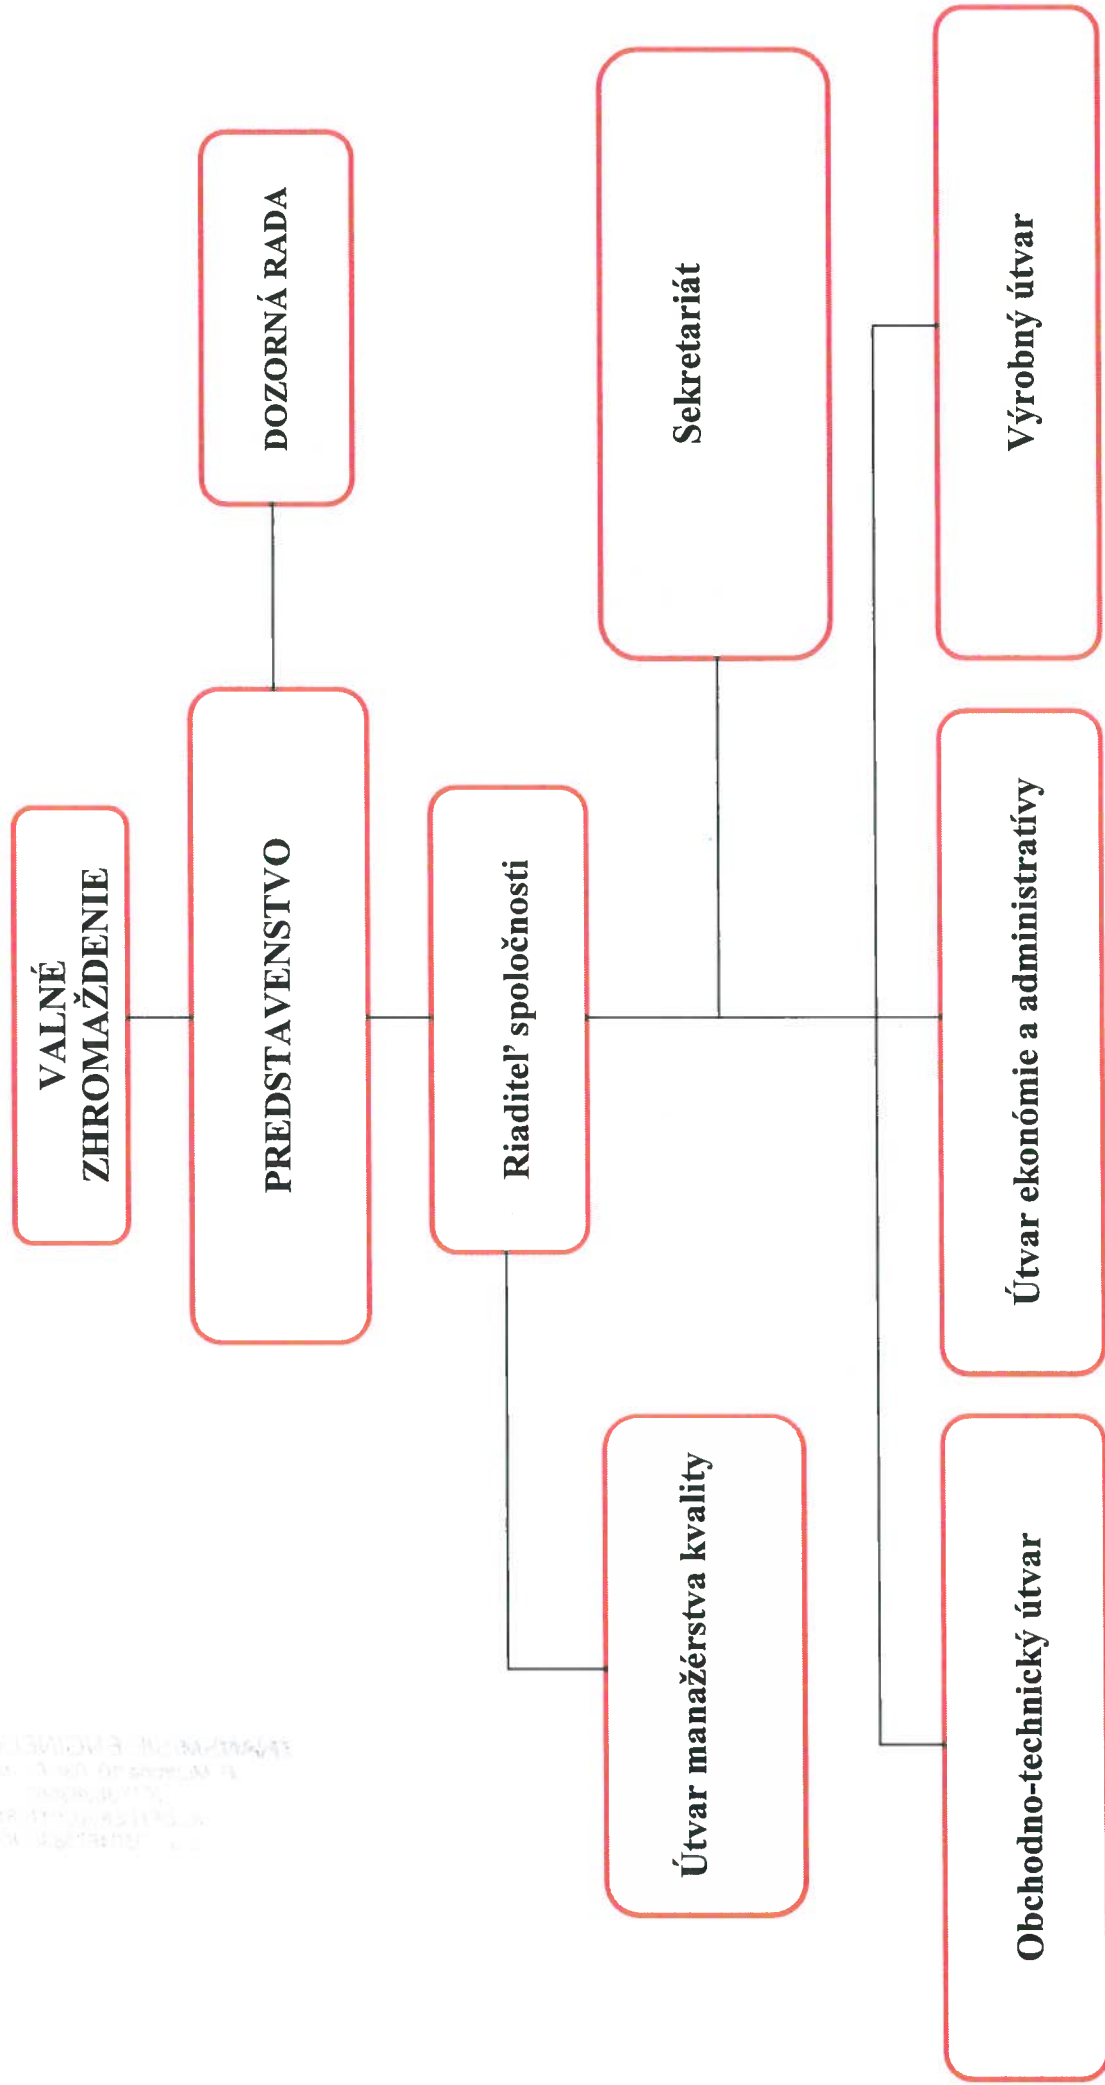 VALNÉ
ZHROMAŽDENIE
PREDSTAVENSTVO
DOZORNÁ RADA
Riaditeľ spoločnosti
Sekretariát
Útvar manažérstva kvality
Obchodno-technický útvar
Útvar ekonómie a administratívy
Výrobný útvar